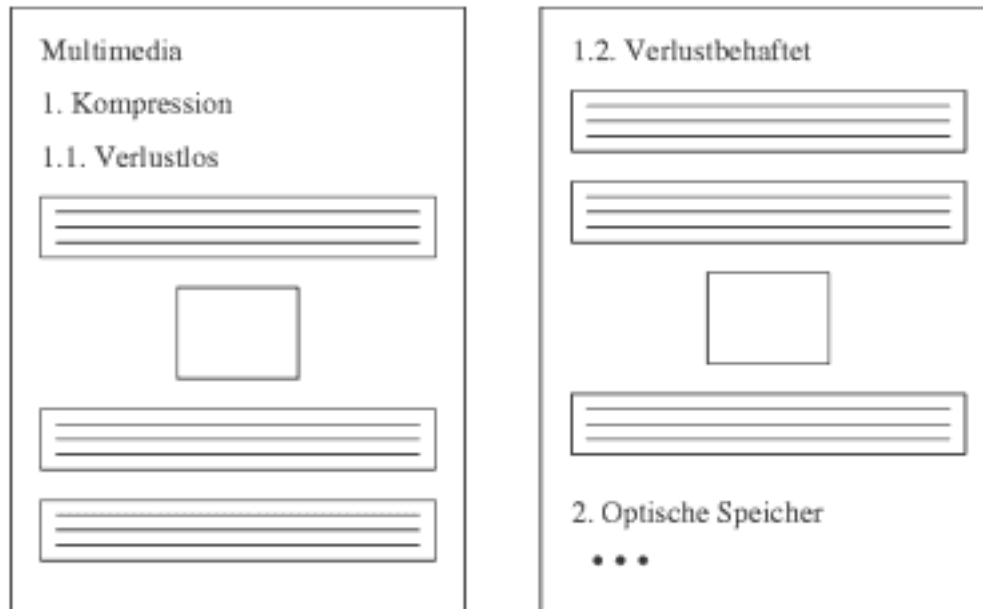 Multimedia
1. Kompression
1.1. Verlustlos
1.2. Verlustbehaftet
2. Optische Speicher
• • •